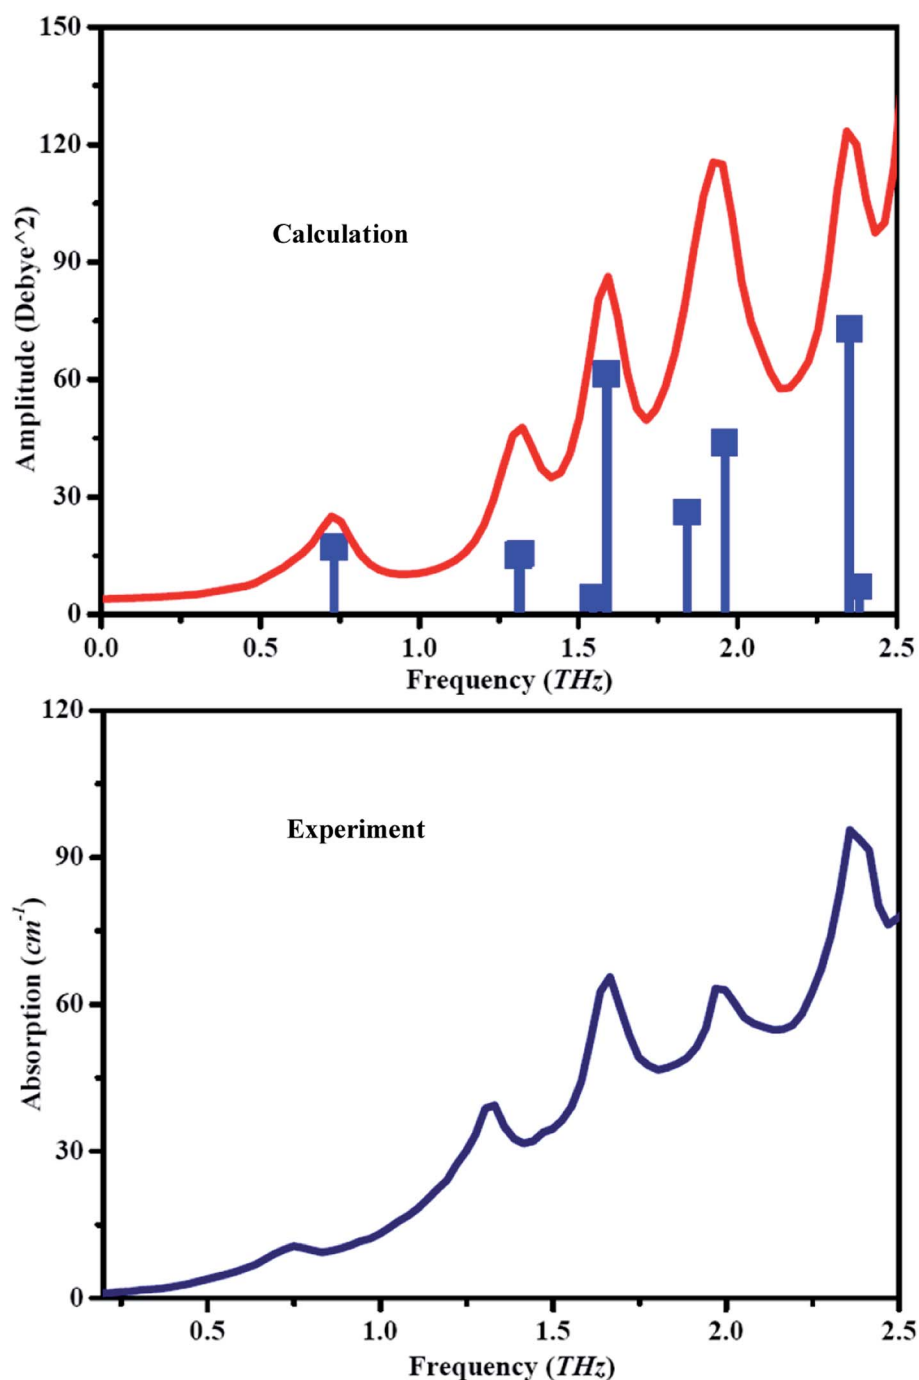 150
120
90
60
30
0
Amplitude (Debye^2)
Calculation
0.0 0.5 1.0 1.5 2.0 2.5
Frequency (THz)
120
90
60
30
0
Absorption (cm-1)
Experiment
0.5 1.0 1.5 2.0 2.5
Frequency (THz)